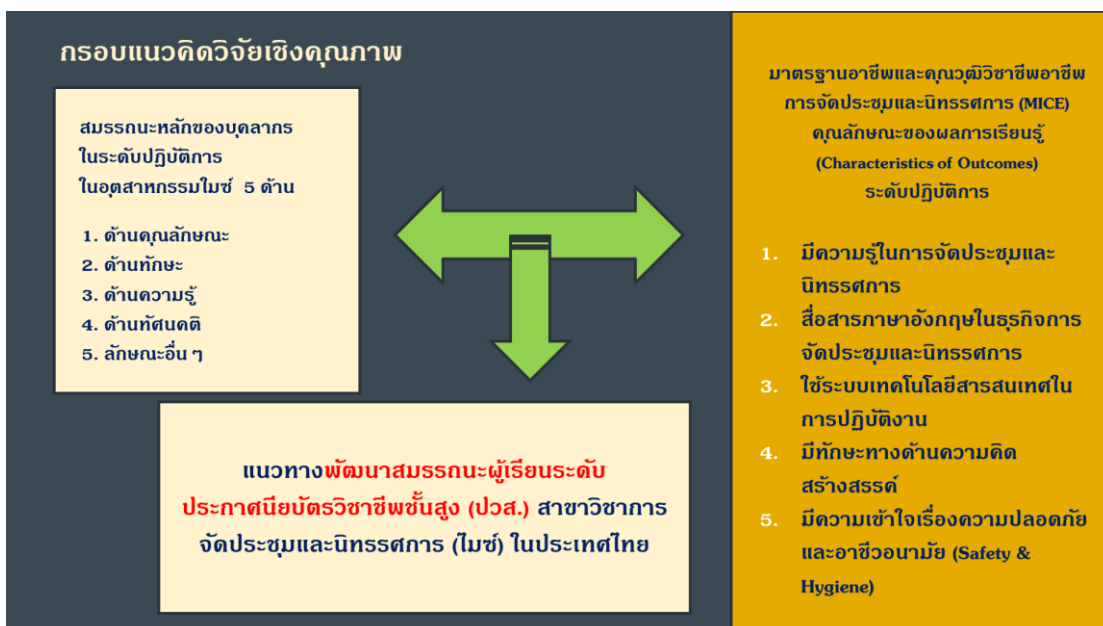 กรอบแนวคิดวิจัยเชิงคุณภาพ
สมรรถนะหลักของบุคลากร
ในระดับปฏิบัติการ
ในอุตสาหกรรมไมซ์ 5 ด้าน
1. ด้านคุณลักษณะ
2. ด้านทักษะ
3. ด้านความรู้
4. ด้านทัศนคติ
5. ลักษณะอื่น ๆ
แนวทางพัฒนาสมรรถนะผู้เรียนระดับ
ประกาศนียบัตรวิชาชีพชั้นสูง (ปวส.) สาขาวิชาการ
จัดประชุมและนิทรรศการ (ไมซ์) ในประเทศไทย
มาตรฐานอาชีพและคุณวุฒิวิชาชีพอาชีพ
การจัดประชุมและนิทรรศการ (MICE)
คุณลักษณะของผลการเรียนรู้
(Characteristics of Outcomes)
ระดับปฏิบัติการ
1. มีความรู้ในการจัดประชุมและ
นิทรรศการ
2. สื่อสารภาษาอังกฤษในธุรกิจการ
จัดประชุมและนิทรรศการ
3. ใช้ระบบเทคโนโลยีสารสนเทศใน
การปฏิบัติงาน
4. มีทักษะทางด้านความคิด
สร้างสรรค์
5. มีความเข้าใจเรื่องความปลอดภัย
และอาชีวอนามัย (Safety &
Hygiene)